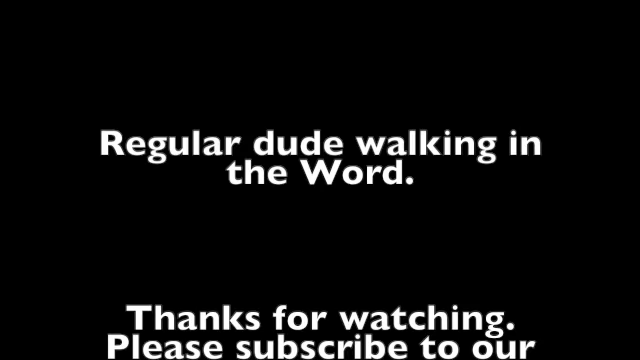 Regular dude walking in
the Word.
Thanks for watching.
Please subscribe to our